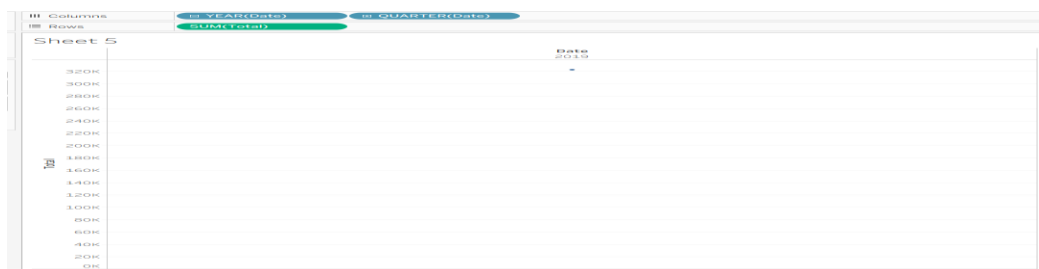 Columns YEAR(Date) QUARTER(Date)
Rows SUM(Total)
Sheet 5
Date
2019
320K
300K
280K
260K
240K
220K
200K
180K
160K
140K
120K
100K
80K
60K
40K
20K
0K
Total